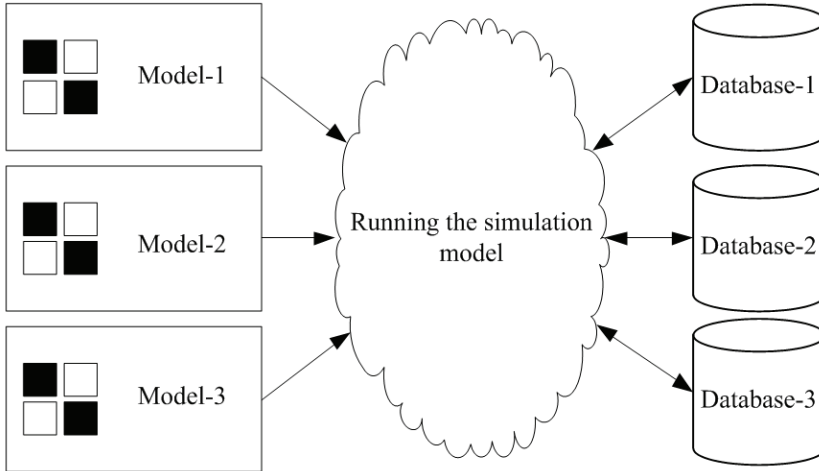 Model-1
Model-2
Model-3
Running the simulation
model
Database-1
Database-2
Database-3